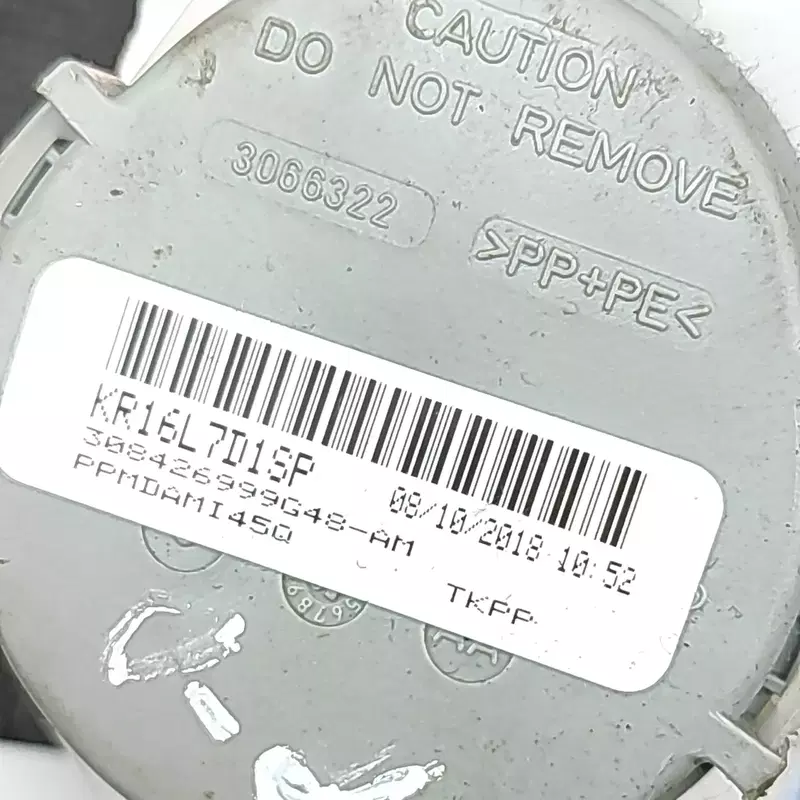 CAUTION
DO NOT REMOVE
3066322
>PP+PE<
KR16L7D1SP
308426999G48-AM
08/10/2018 10:52
PPMDAMI45Q
TKPP